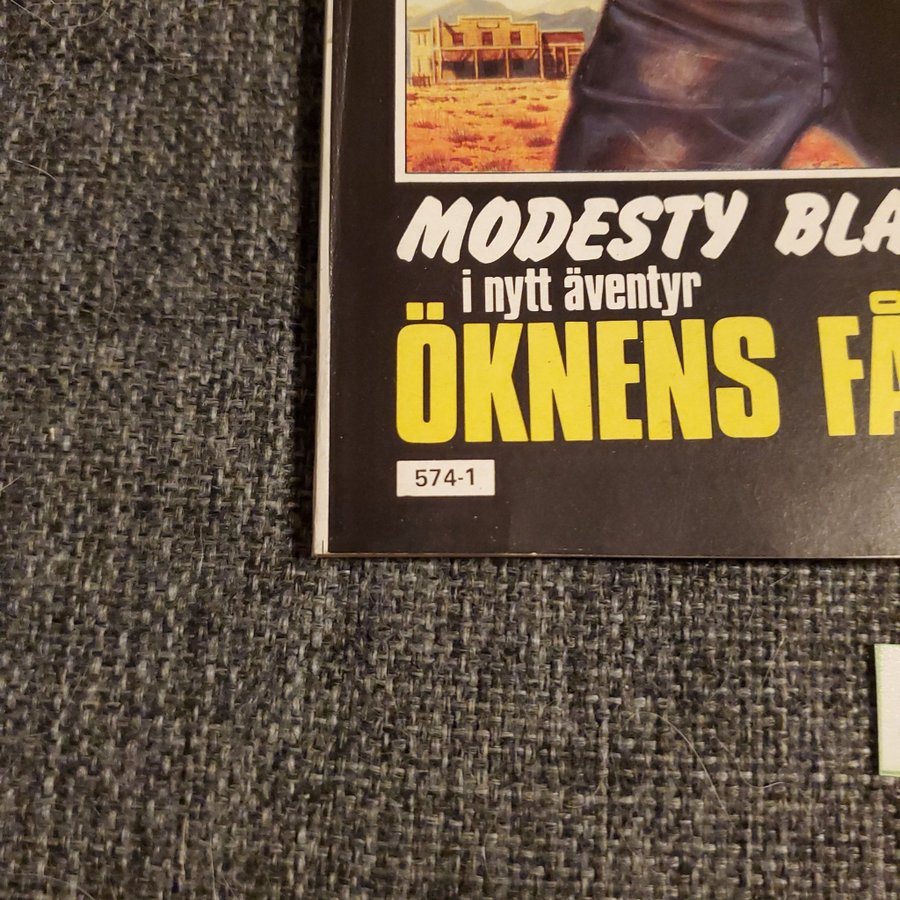 MODESTY BLA
i nytt äventyr
ÖKNENS FÅ
574-1